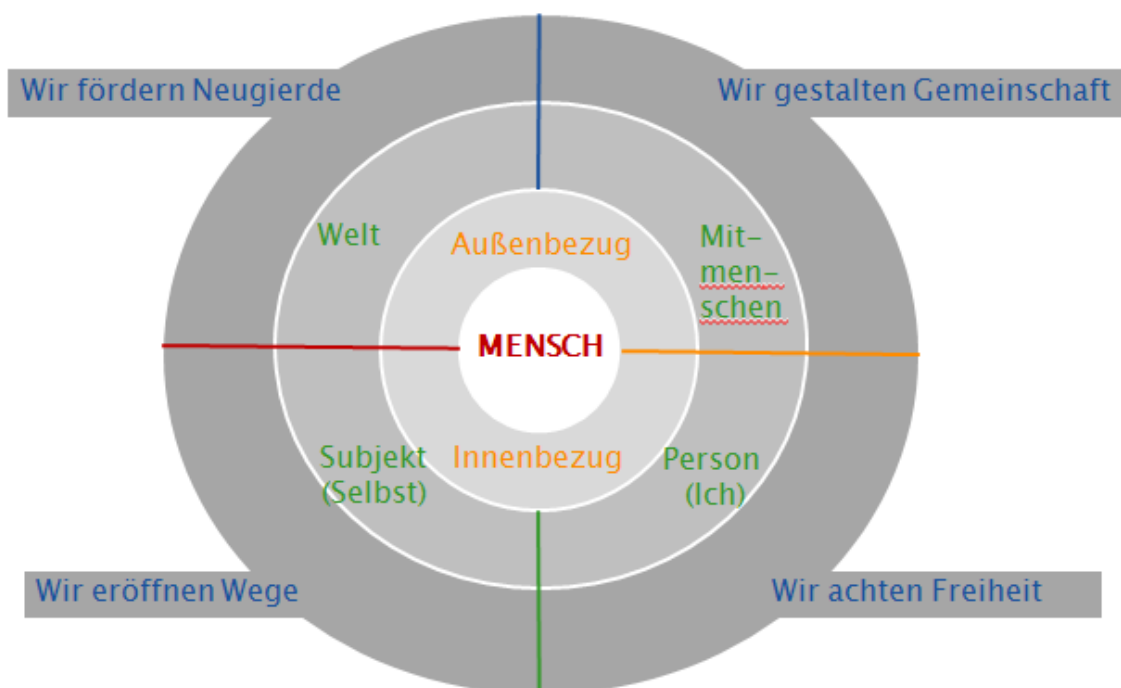 Wir fördern Neugierde
Wir gestalten Gemeinschaft
Welt
Außenbezug
Mit-
men-
schen
MENSCH
Subjekt
(Selbst)
Innenbezug
Person
(Ich)
Wir eröffnen Wege
Wir achten Freiheit